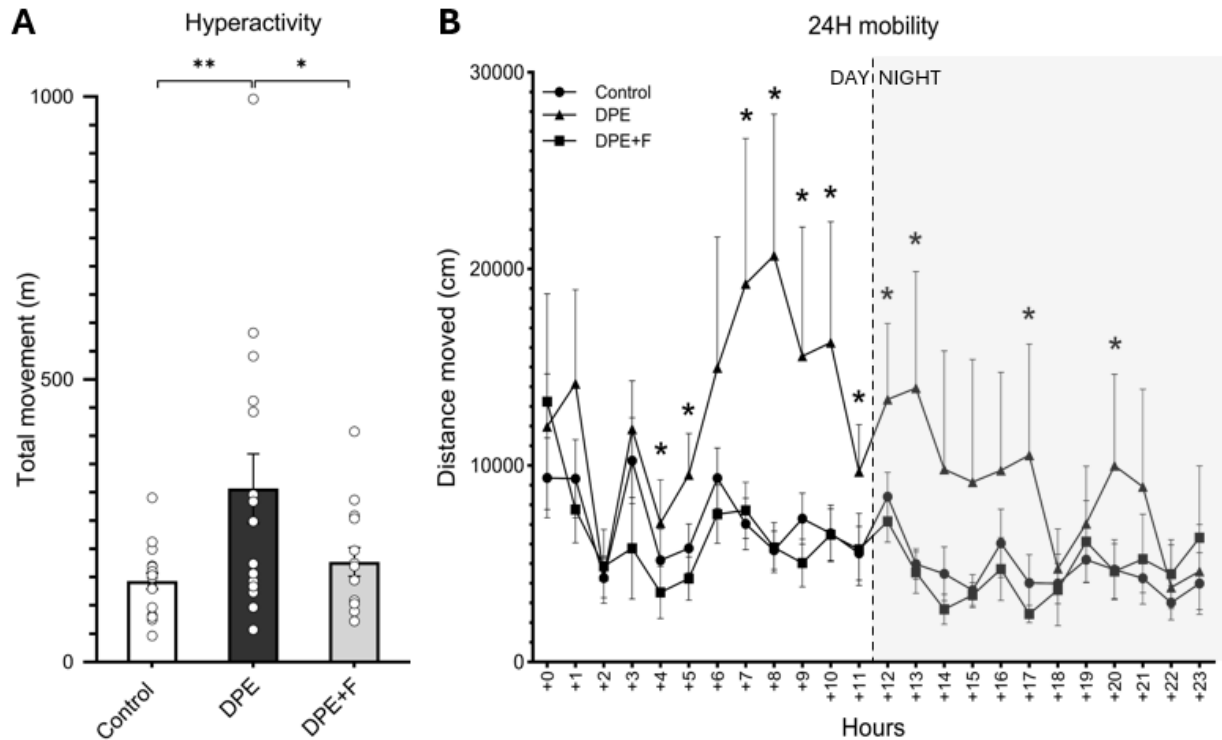 A
Hyperactivity
** *
1000
500
0
Total movement (m)
Control
DPE
DPE+F
B
24H mobility
DAY NIGHT
Control
DPE
DPE+F
30000
20000
10000
0
Distance moved (cm)
* * * * * * * * * * *
+0 +1 +2 +3 +4 +5 +6 +7 +8 +9 +10 +11 +12 +13 +14 +15 +16 +17 +18 +19 +20 +21 +22 +23
Hours